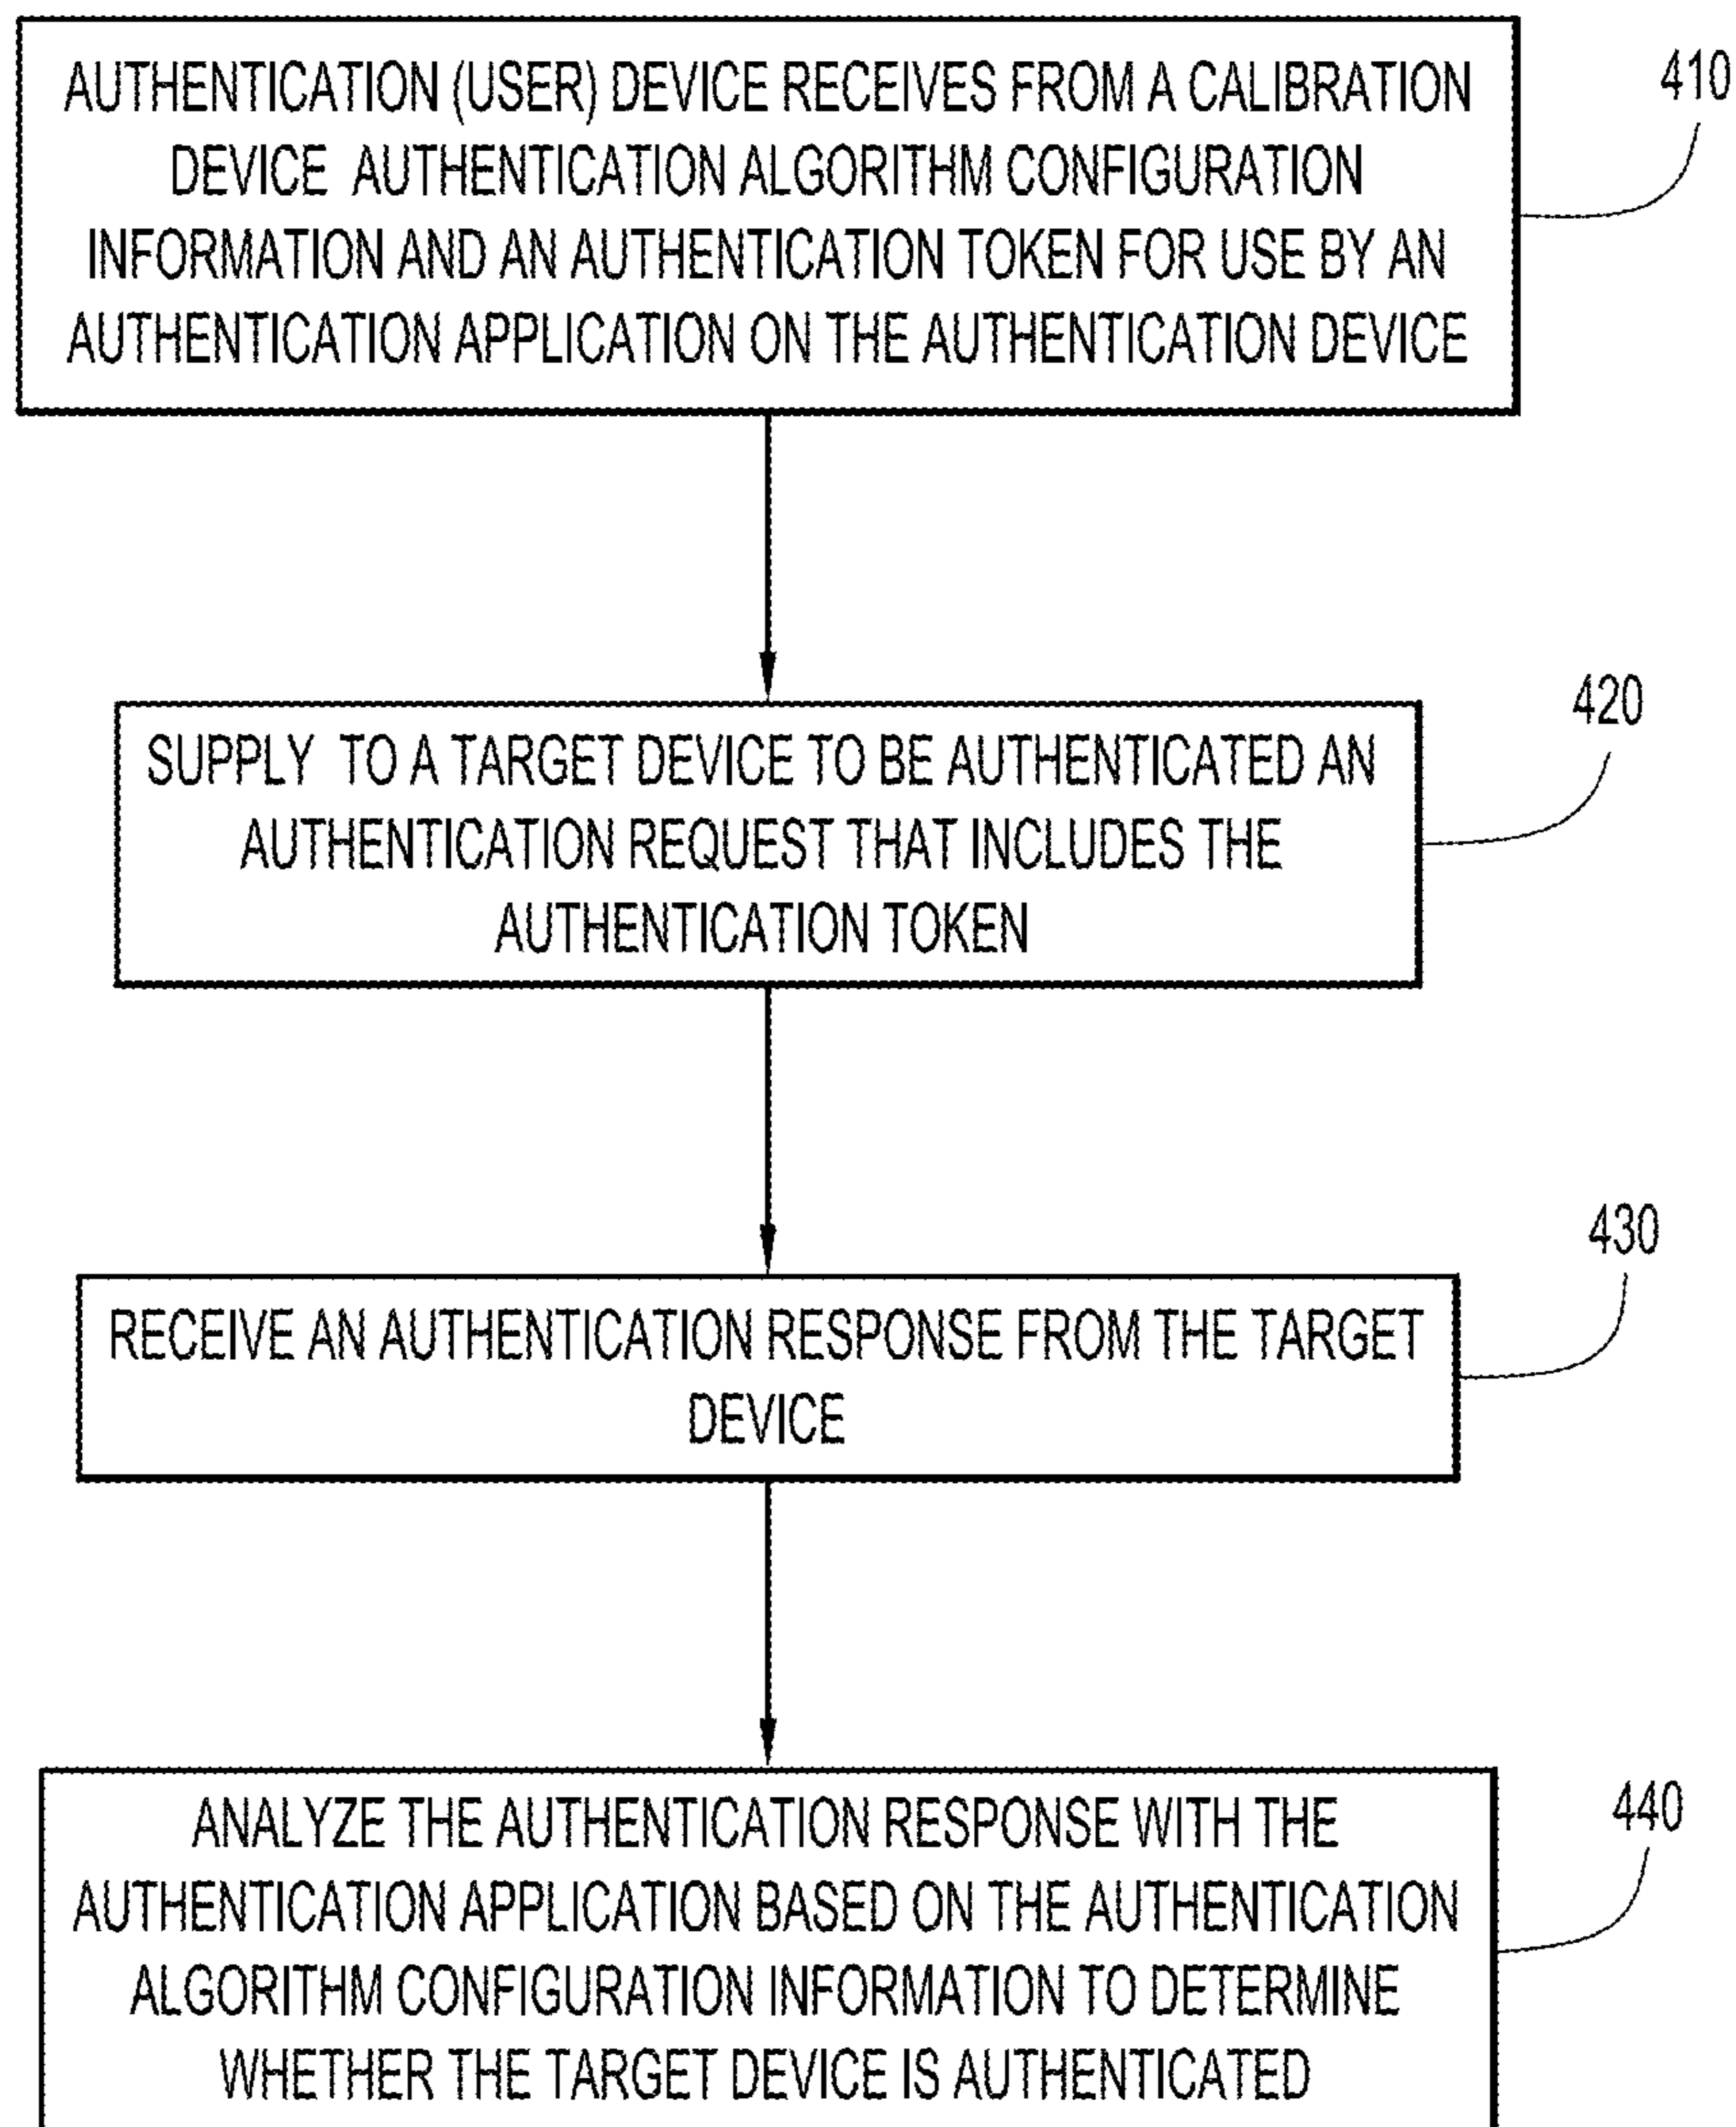 AUTHENTICATION (USER) DEVICE RECEIVES FROM A CALIBRATION
DEVICE AUTHENTICATION ALGORITHM CONFIGURATION
INFORMATION AND AN AUTHENTICATION TOKEN FOR USE BY AN
AUTHENTICATION APPLICATION ON THE AUTHENTICATION DEVICE
410
SUPPLY TO A TARGET DEVICE TO BE AUTHENTICATED AN
AUTHENTICATION REQUEST THAT INCLUDES THE
AUTHENTICATION TOKEN
420
RECEIVE AN AUTHENTICATION RESPONSE FROM THE TARGET
DEVICE
430
ANALYZE THE AUTHENTICATION RESPONSE WITH THE
AUTHENTICATION APPLICATION BASED ON THE AUTHENTICATION
ALGORITHM CONFIGURATION INFORMATION TO DETERMINE
WHETHER THE TARGET DEVICE IS AUTHENTICATED
440